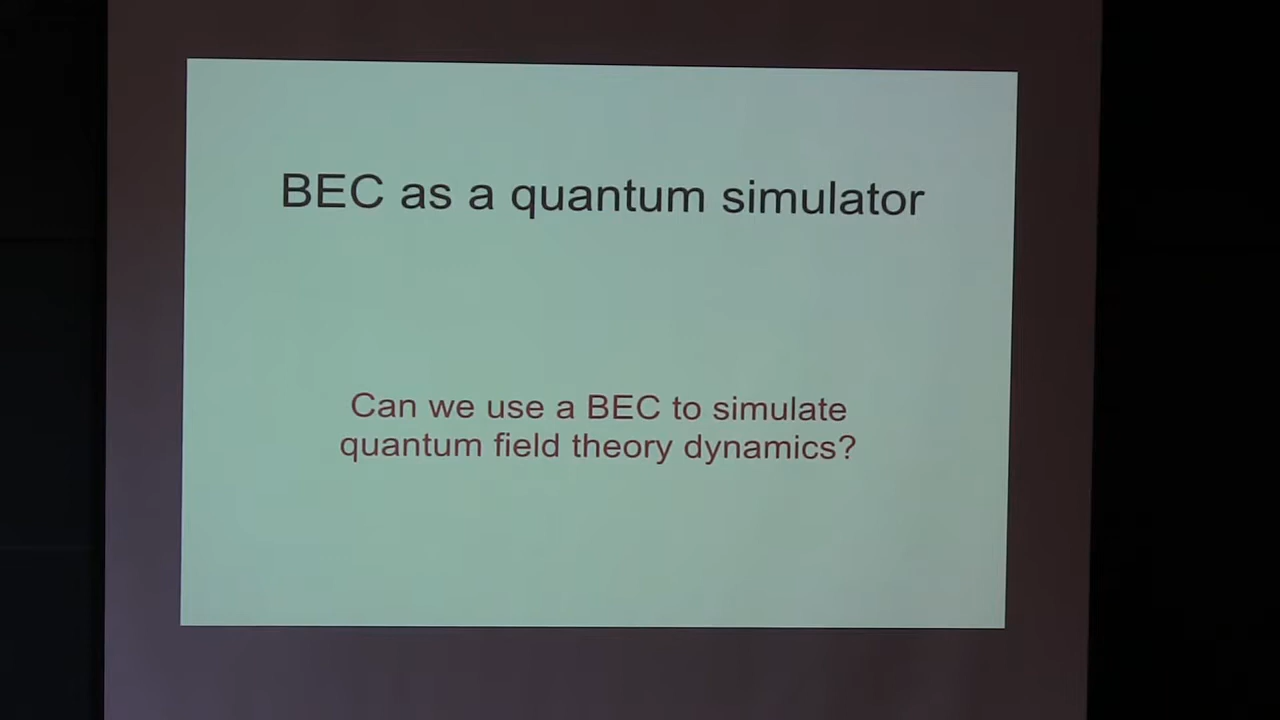 BEC as a quantum simulator
Can we use a BEC to simulate
quantum field theory dynamics?